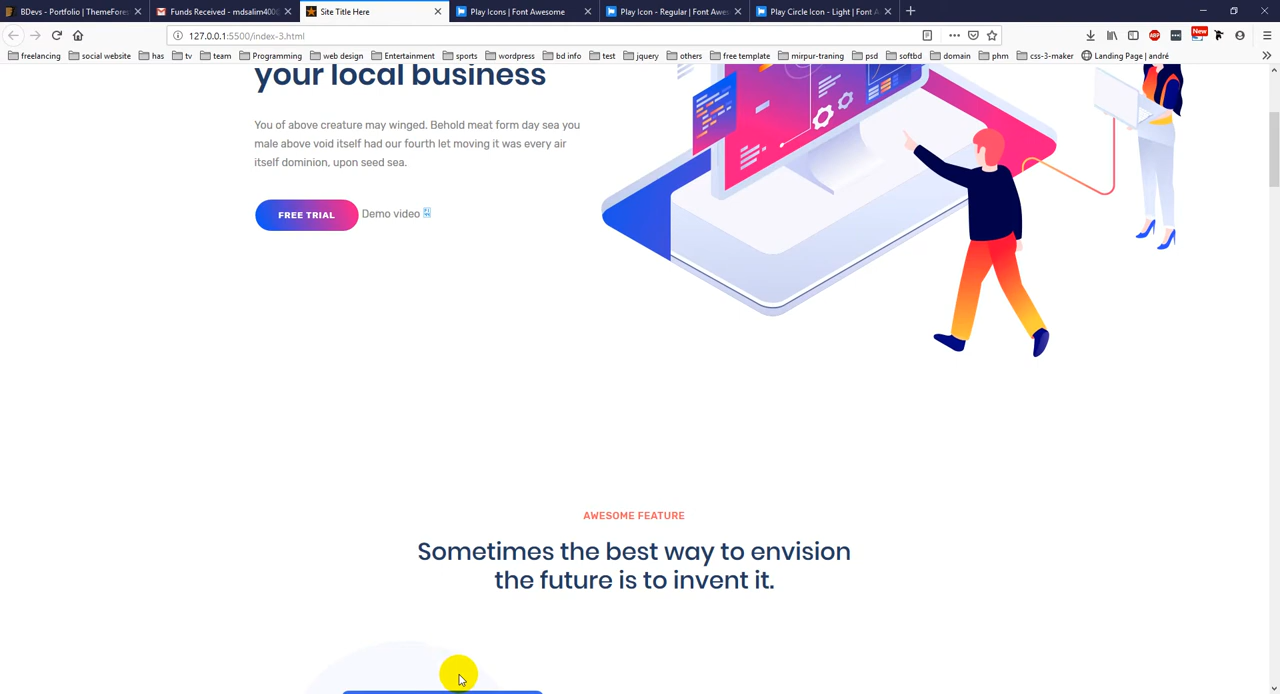 BDevs - Portfolio | ThemeFores
Funds Received - mdsalim400@
Site Title Here
Play Icons | Font Awesome
Play Icon - Regular | Font Awes
Play Circle Icon - Light | Font A
127.0.0.1:5500/index-3.html
ABP
New
freelancing
social website
has
tv
team
Programming
web design
Entertainment
sports
wordpress
bd info
test
jquery
others
free template
mirpur-traning
psd
softbd
domain
phm
css-3-maker
Landing Page | andré
your local business
You of above creature may winged. Behold meat form day sea you
male above void itself had our fourth let moving it was every air
itself dominion, upon seed sea.
FREE TRIAL
Demo video
AWESOME FEATURE
Sometimes the best way to envision
the future is to invent it.